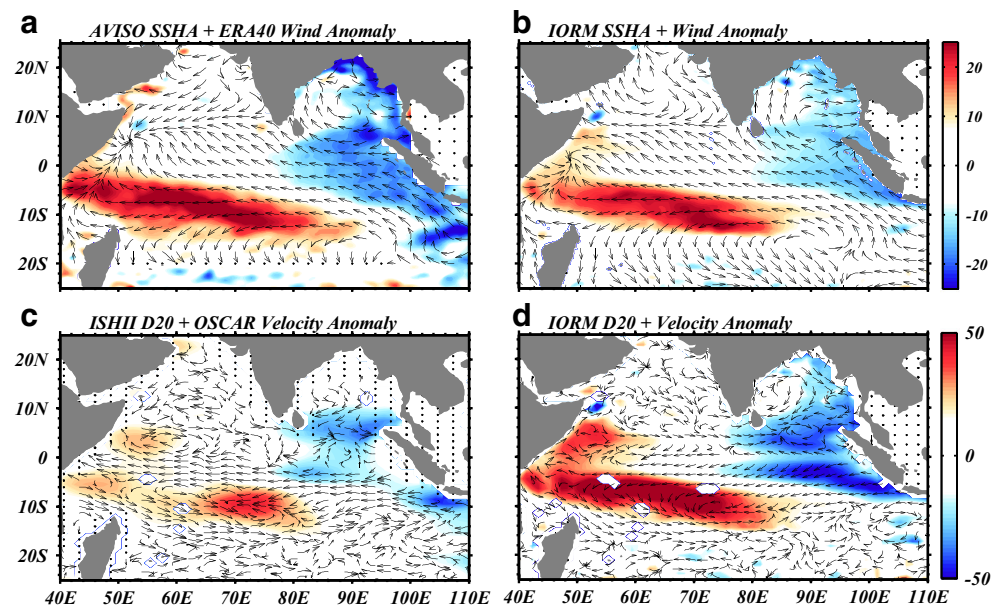 a AVISO SSHA + ERA40 Wind Anomaly
b IORM SSHA + Wind Anomaly
20N
10N
0
10S
20S
20
10
0
-10
-20
c ISHII D20 + OSCAR Velocity Anomaly
d IORM D20 + Velocity Anomaly
20N
10N
0
10S
20S
50
0
-50
40E 50E 60E 70E 80E 90E 100E 110E
40E 50E 60E 70E 80E 90E 100E 110E